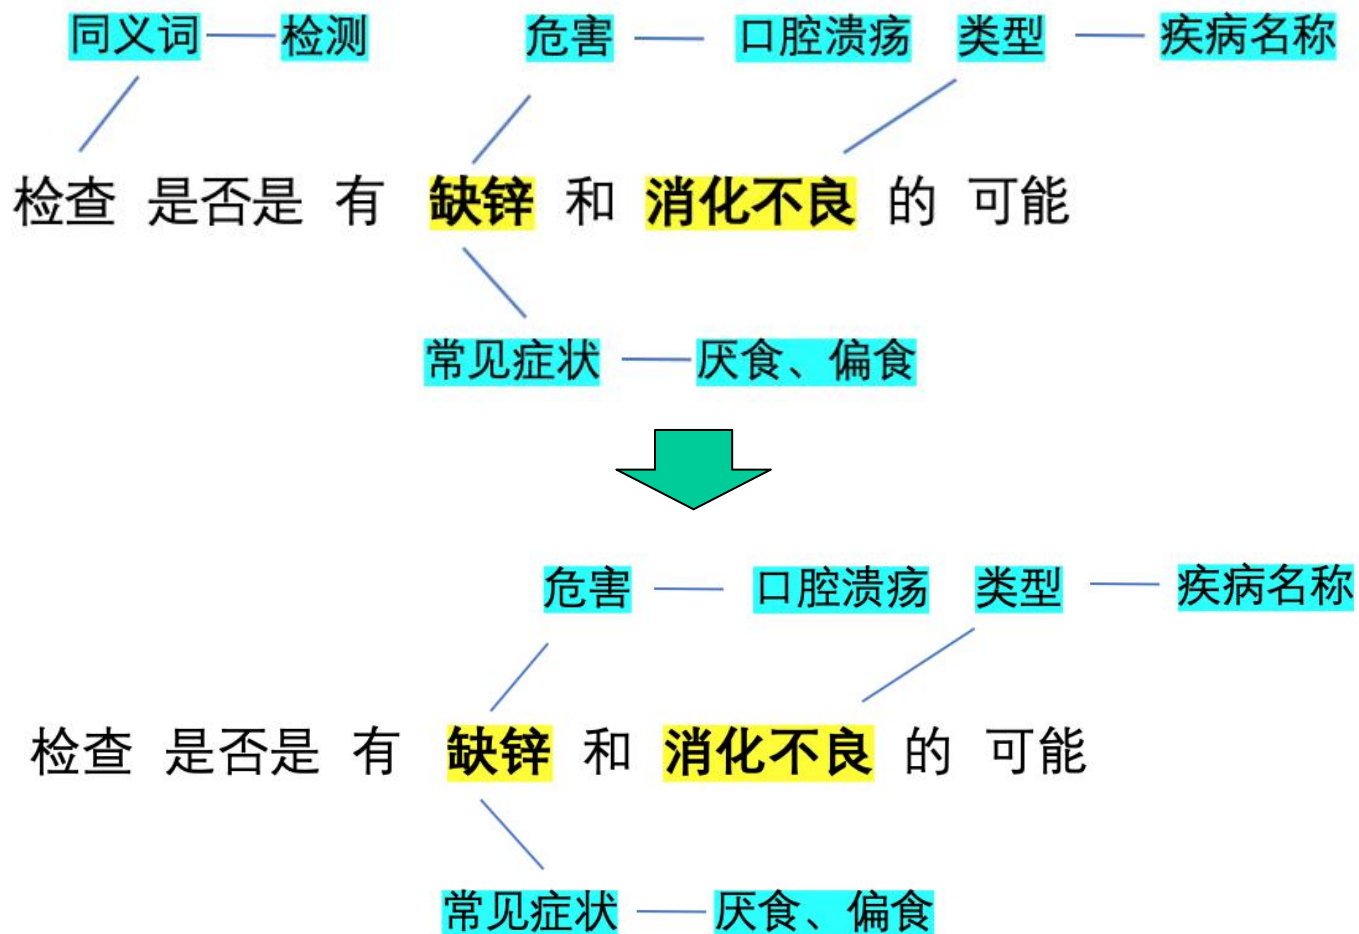 同义词 检测 危害 口腔溃疡 类型 疾病名称
检查 是否是 有 缺锌 和 消化不良 的 可能
常见症状 厌食、偏食
危害 口腔溃疡 类型 疾病名称
检查 是否是 有 缺锌 和 消化不良 的 可能
常见症状 厌食、偏食